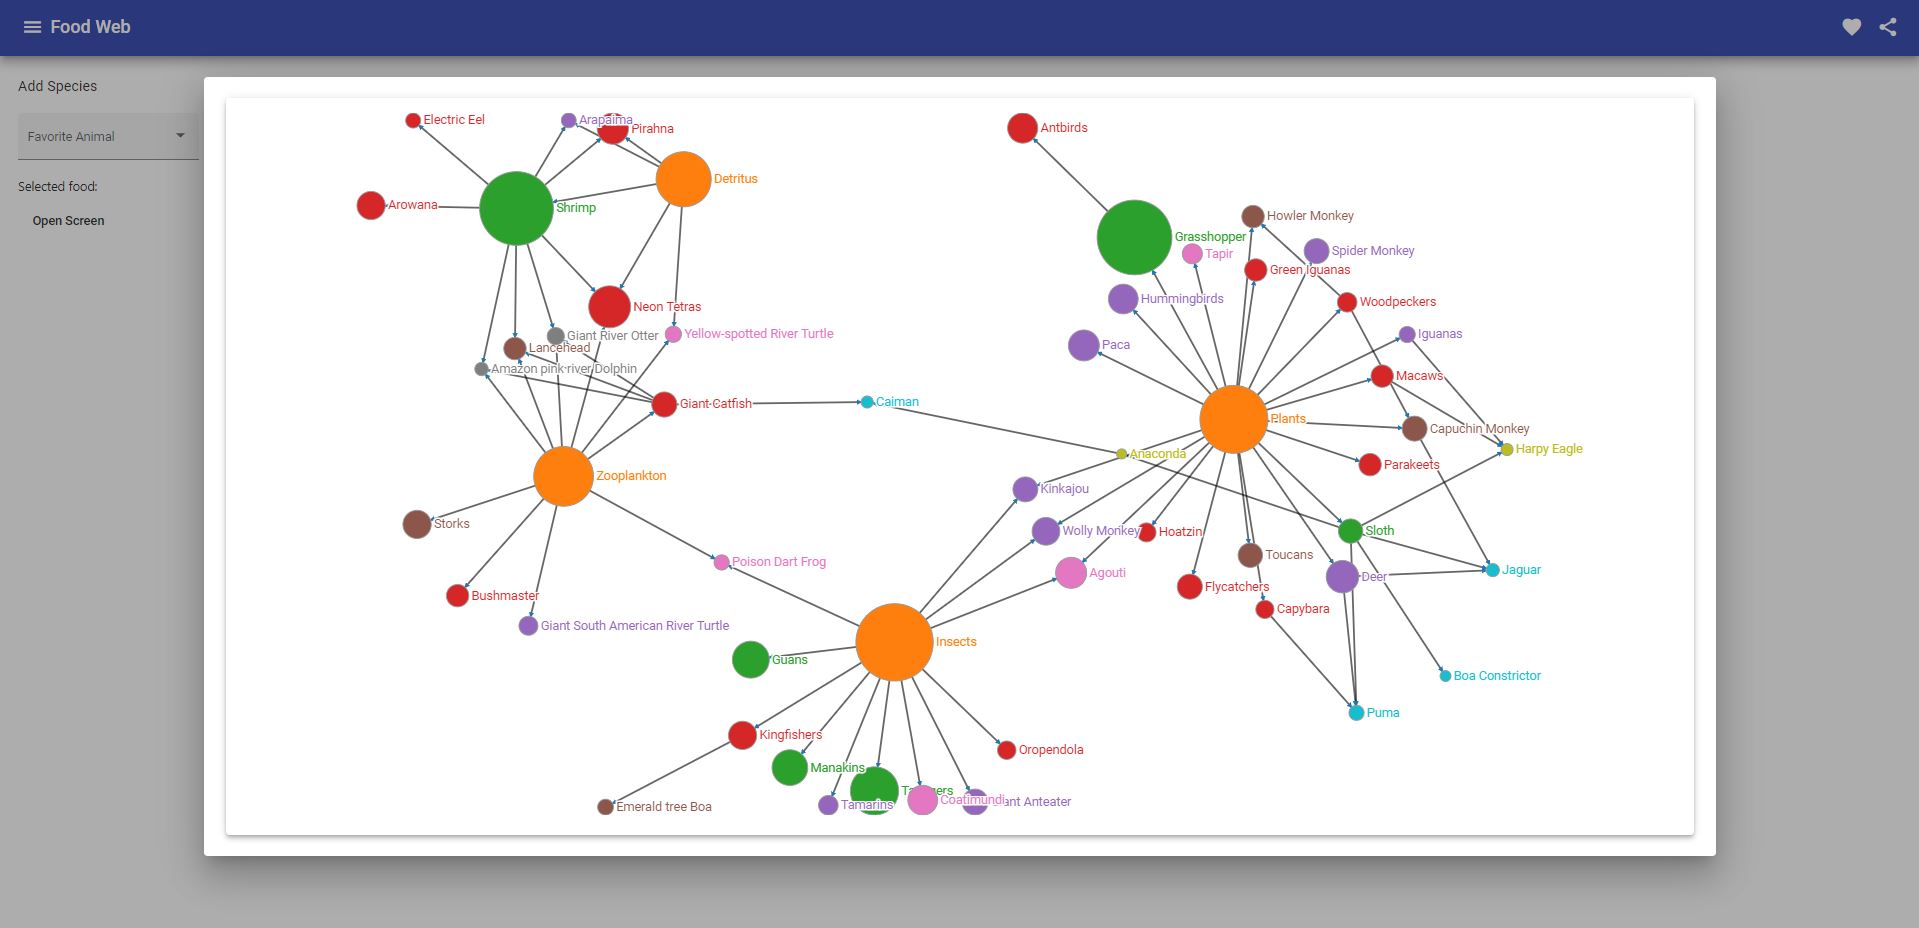 Food Web
Add Species
Favorite Animal
Selected food:
Open Screen
Electric Eel
Arapaima
Pirahna
Antbirds
Detritus
Arowana
Shrimp
Howler Monkey
Grasshopper
Spider Monkey
Tapir
Green Iguanas
Hummingbirds
Woodpeckers
Neon Tetras
Giant River Otter
Yellow-spotted River Turtle
Iguanas
Lancehead
Paca
Amazon pink river Dolphin
Macaws
Giant Catfish
Caiman
Plants
Capuchin Monkey
Harpy Eagle
Anaconda
Parakeets
Zooplankton
Kinkajou
Storks
Wolly Monkey
Hoatzin
Sloth
Toucans
Poison Dart Frog
Agouti
Jaguar
Deer
Flycatchers
Bushmaster
Capybara
Giant South American River Turtle
Insects
Guans
Boa Constrictor
Puma
Kingfishers
Oropendola
Manakins
Emerald tree Boa
Tamarins
Coatimundi
Anteater